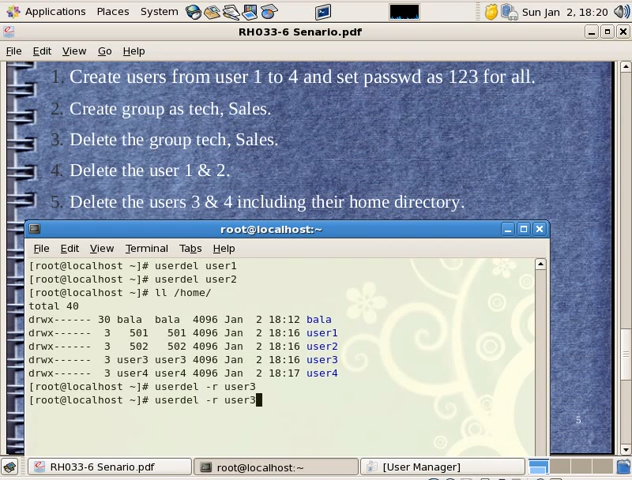 Applications Places System Sun Jan 2, 18:20
RH033-6 Senario.pdf
File Edit View Go Help
1. Create users from user 1 to 4 and set passwd as 123 for all.
2. Create group as tech, Sales.
3. Delete the group tech, Sales.
4. Delete the user 1 & 2.
5. Delete the users 3 & 4 including their home directory.
root@localhost:~
File Edit View Terminal Tabs Help
[root@localhost ~]# userdel user1
[root@localhost ~]# userdel user2
[root@localhost ~]# ll /home/
total 40
drwx------ 30 bala bala 4096 Jan 2 18:12 bala
drwx------ 3 501 501 4096 Jan 2 18:16 user1
drwx------ 3 502 502 4096 Jan 2 18:16 user2
drwx------ 3 user3 user3 4096 Jan 2 18:16 user3
drwx------ 3 user4 user4 4096 Jan 2 18:17 user4
[root@localhost ~]# userdel -r user3
[root@localhost ~]# userdel -r user3
5
RH033-6 Senario.pdf root@localhost:~ [User Manager]